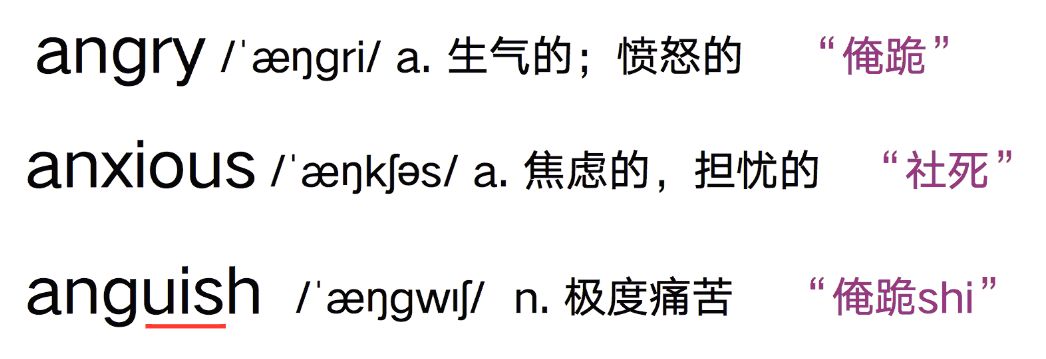 angry /ˈæŋgri/ a. 生气的；愤怒的 “俺跪”
anxious /ˈæŋkʃəs/ a. 焦虑的，担忧的 “社死”
anguish /ˈæŋgwɪʃ/ n. 极度痛苦 “俺跪shi”